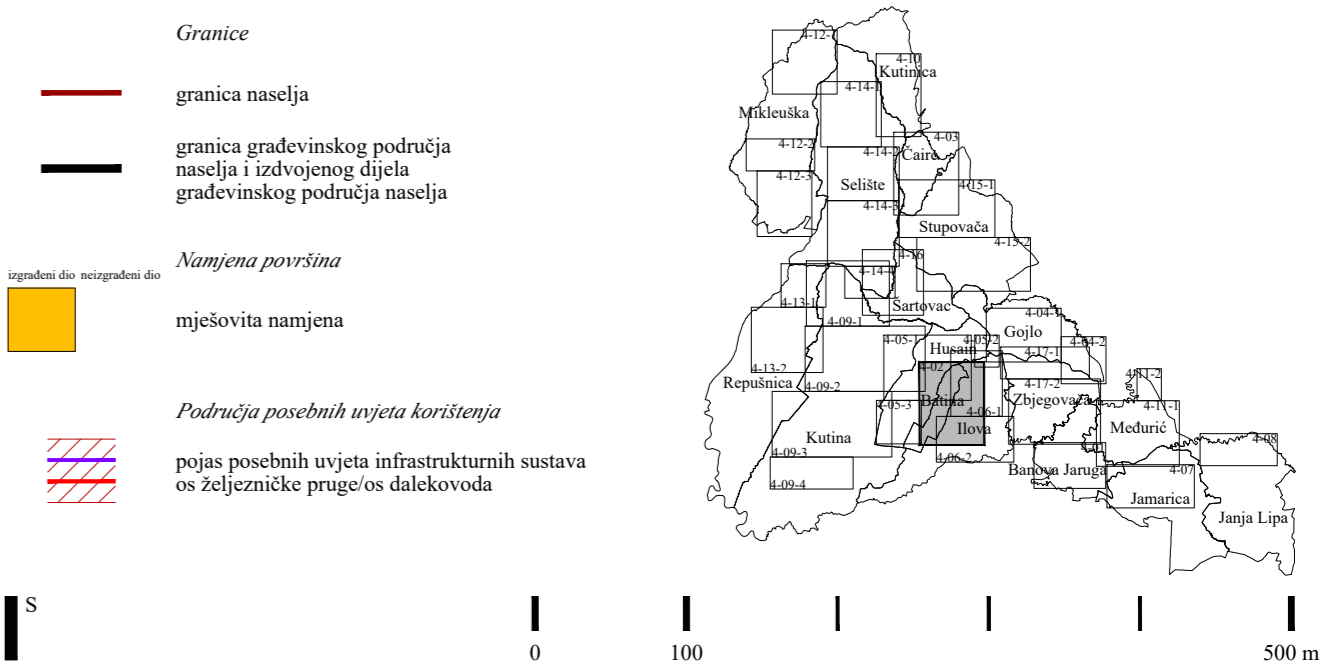 Granice
granica naselja
granica građevinskog područja
naselja i izdvojenog dijela
građevinskog područja naselja
Namjena površina
izgrađeni dio neizgrađeni dio
mješovita namjena
Područja posebnih uvjeta korištenja
pojas posebnih uvjeta infrastrukturnih sustava
os željezničke pruge/os dalekovoda
4-12-1
4-10
Kutinica
4-14-1
Mikleuška
4-03
4-12-2
4-14-2
Čaire
4-12-3
Selište
4-15-1
4-14-3
Stupovača
4-15-2
4-16
4-14-4
4-13-1
Šartovac
4-04-1
4-09-1
Gojlo
4-05-1
Husain
4-05-2
4-04-2
4-17-1
4-13-2
4-02
4-11-2
Repušnica
4-09-2
4-17-2
Batina
Zbjegovača
4-05-3
4-06-1
4-11-1
Ilova
Međurić
Kutina
4-08
4-09-3
4-06-2
4-01
Banova Jaruga
4-07
4-09-4
Jamarica
Janja Lipa
S
0
100
500 m